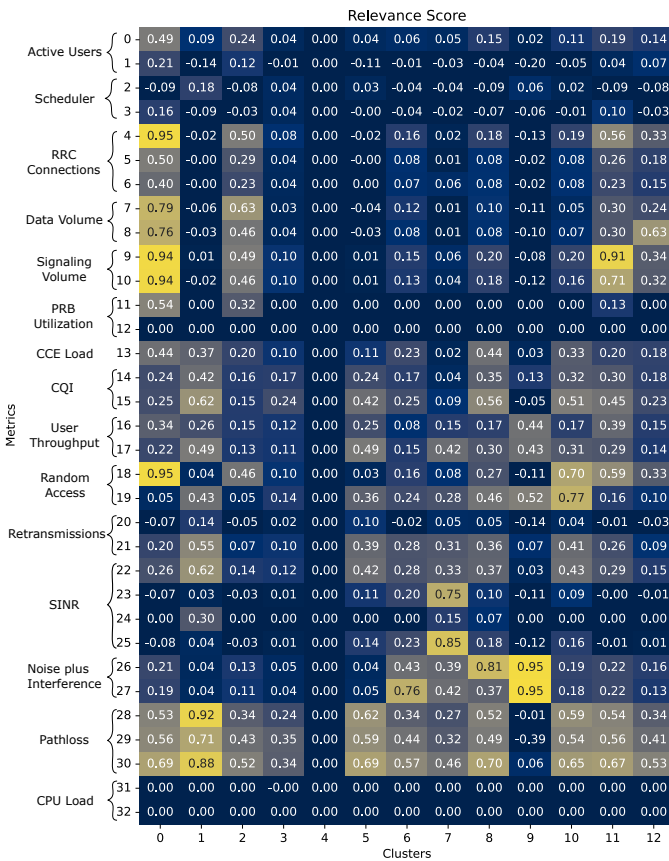 Relevance Score
Active Users
0 0.49 0.09 0.24 0.04 0.00 0.04 0.06 0.05 0.15 0.02 0.11 0.19 0.14
1 0.21 -0.14 0.12 -0.01 0.00 -0.11 -0.01 -0.03 -0.04 -0.20 -0.05 0.04 0.07
Scheduler
2 -0.09 0.18 -0.08 0.04 0.00 0.03 -0.04 -0.04 -0.09 0.06 0.02 -0.09 -0.08
3 0.16 -0.09 -0.03 0.04 0.00 -0.00 -0.04 -0.02 -0.07 -0.06 -0.01 0.10 -0.03
RRC
Connections
4 0.95 -0.02 0.50 0.08 0.00 -0.02 0.16 0.02 0.18 -0.13 0.19 0.56 0.33
5 0.50 -0.00 0.29 0.04 0.00 -0.00 0.08 0.01 0.08 -0.02 0.08 0.26 0.18
6 0.40 -0.00 0.23 0.04 0.00 0.00 0.07 0.06 0.08 -0.02 0.08 0.23 0.15
Data Volume
7 0.79 -0.06 0.63 0.03 0.00 -0.04 0.12 0.01 0.10 -0.11 0.05 0.30 0.24
8 0.76 -0.03 0.46 0.04 0.00 -0.03 0.08 0.01 0.08 -0.10 0.07 0.30 0.63
Signaling
Volume
9 0.94 0.01 0.49 0.10 0.00 0.01 0.15 0.06 0.20 -0.08 0.20 0.91 0.34
10 0.94 -0.02 0.46 0.10 0.00 0.01 0.13 0.04 0.18 -0.12 0.16 0.71 0.32
PRB
Utilization
11 0.54 0.00 0.32 0.00 0.00 0.00 0.00 0.00 0.00 0.00 0.00 0.13 0.00
12 0.00 0.00 0.00 0.00 0.00 0.00 0.00 0.00 0.00 0.00 0.00 0.00 0.00
CCE Load
13 0.44 0.37 0.20 0.10 0.00 0.11 0.23 0.02 0.44 0.03 0.33 0.20 0.18
CQI
14 0.24 0.42 0.16 0.17 0.00 0.24 0.17 0.04 0.35 0.13 0.32 0.30 0.18
15 0.25 0.62 0.15 0.24 0.00 0.42 0.25 0.09 0.56 -0.05 0.51 0.45 0.23
User
Throughput
16 0.34 0.26 0.15 0.12 0.00 0.25 0.08 0.15 0.17 0.44 0.17 0.39 0.15
17 0.22 0.49 0.13 0.11 0.00 0.49 0.15 0.42 0.30 0.43 0.31 0.29 0.14
Random
Access
18 0.95 0.04 0.46 0.10 0.00 0.03 0.16 0.08 0.27 -0.11 0.70 0.59 0.33
19 0.05 0.43 0.05 0.14 0.00 0.36 0.24 0.28 0.46 0.52 0.77 0.16 0.10
Retransmissions
20 -0.07 0.14 -0.05 0.02 0.00 0.10 -0.02 0.05 0.05 -0.14 0.04 -0.01 -0.03
21 0.20 0.55 0.07 0.10 0.00 0.39 0.28 0.31 0.36 0.07 0.41 0.26 0.09
SINR
22 0.26 0.62 0.14 0.12 0.00 0.42 0.28 0.33 0.37 0.03 0.43 0.29 0.15
23 -0.07 0.03 -0.03 0.01 0.00 0.11 0.20 0.75 0.10 -0.11 0.09 -0.00 -0.01
24 0.00 0.30 0.00 0.00 0.00 0.00 0.00 0.15 0.07 0.00 0.00 0.00 0.00
25 -0.08 0.04 -0.03 0.01 0.00 0.14 0.23 0.85 0.18 -0.12 0.16 -0.01 0.01
Noise plus
Interference
26 0.21 0.04 0.13 0.05 0.00 0.04 0.43 0.39 0.81 0.95 0.19 0.22 0.16
27 0.19 0.04 0.11 0.04 0.00 0.05 0.76 0.42 0.37 0.95 0.18 0.22 0.13
Pathloss
28 0.53 0.92 0.34 0.24 0.00 0.62 0.34 0.27 0.52 -0.01 0.59 0.54 0.34
29 0.56 0.71 0.43 0.35 0.00 0.59 0.44 0.32 0.49 -0.39 0.54 0.56 0.41
30 0.69 0.88 0.52 0.34 0.00 0.69 0.57 0.46 0.70 0.06 0.65 0.67 0.53
CPU Load
31 0.00 0.00 0.00 -0.00 0.00 0.00 0.00 0.00 0.00 0.00 0.00 0.00 0.00
32 0.00 0.00 0.00 0.00 0.00 0.00 0.00 0.00 0.00 0.00 0.00 0.00 0.00
0 1 2 3 4 5 6 7 8 9 10 11 12
Clusters
Metrics